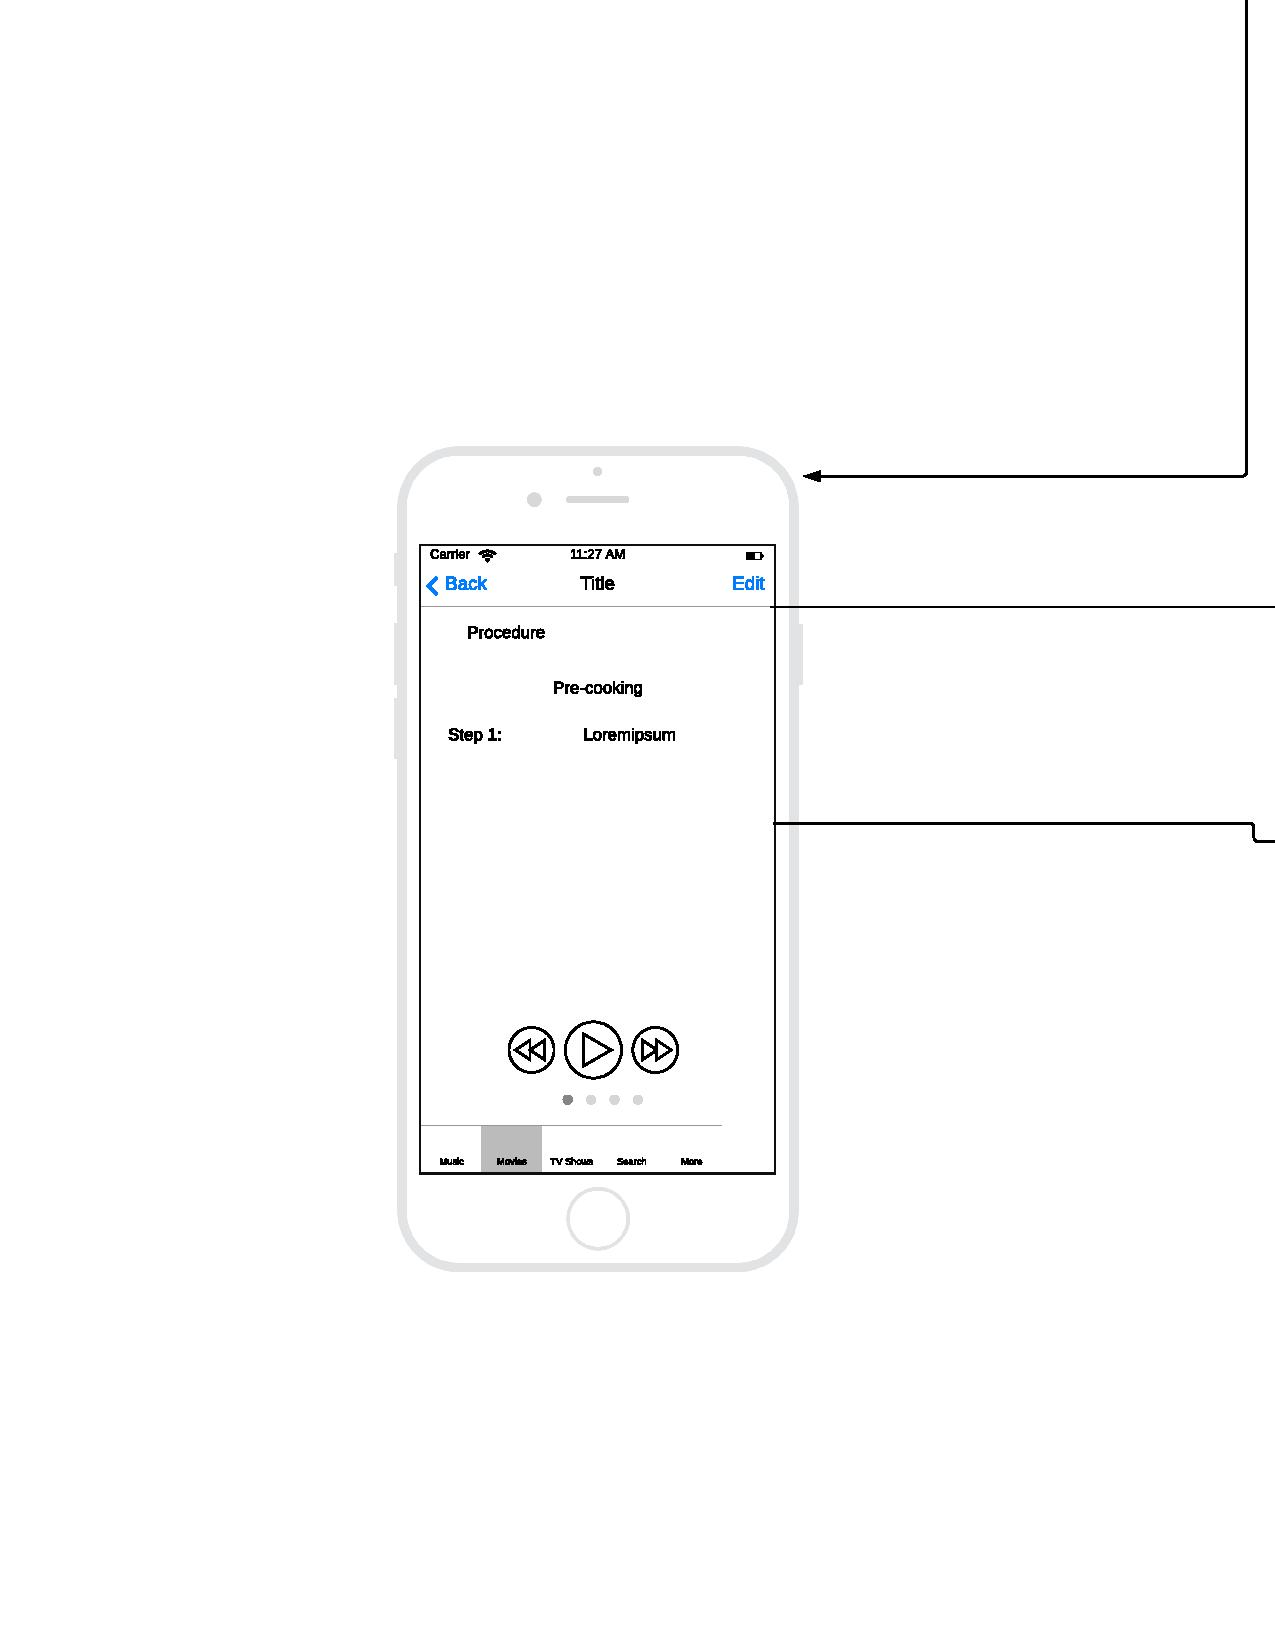 Carrier 11:27 AM
Back Title Edit
Procedure
Pre-cooking
Step 1: Loremipsum
Music Movies TV Shows Search More